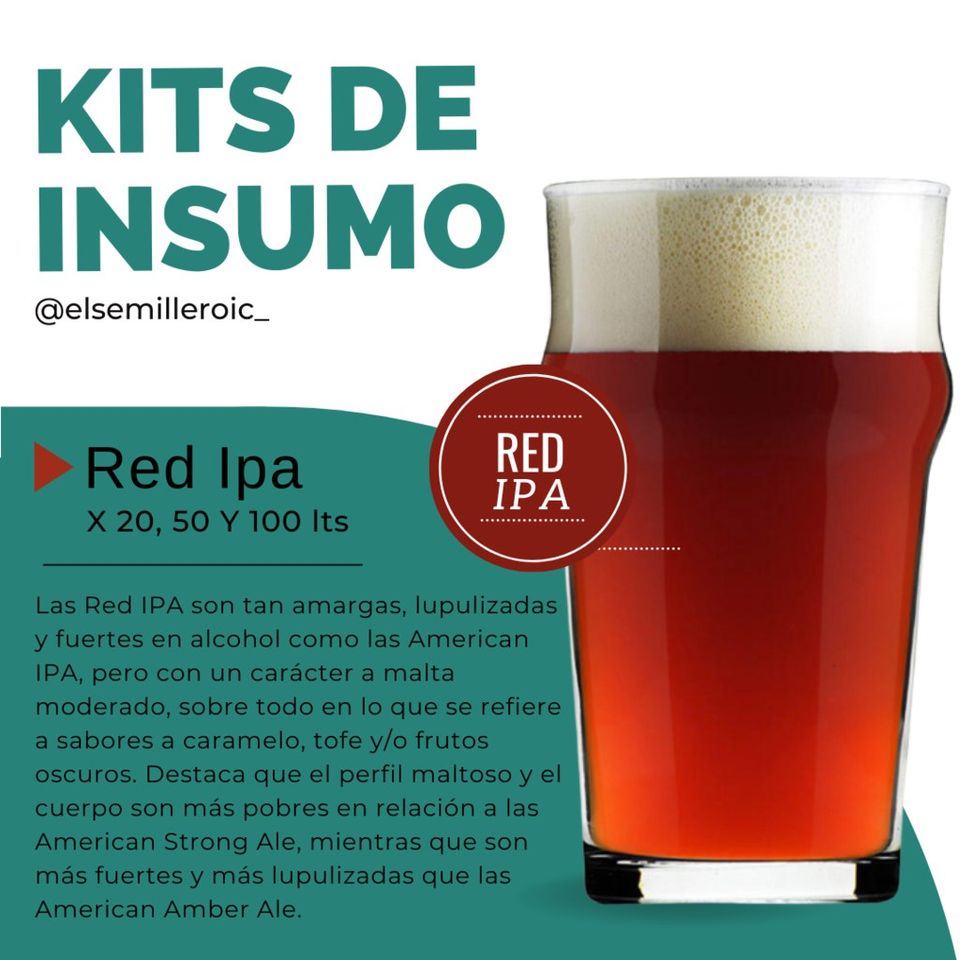 KITS DE
INSUMO
@elsemilleroic_
RED
IPA
Red Ipa
X 20, 50 Y 100 lts
Las Red IPA son tan amargas, lupulizadas
y fuertes en alcohol como las American
IPA, pero con un carácter a malta
moderado, sobre todo en lo que se refiere
a sabores a caramelo, tofe y/o frutos
oscuros. Destaca que el perfil maltoso y el
cuerpo son más pobres en relación a las
American Strong Ale, mientras que son
más fuertes y más lupulizadas que las
American Amber Ale.